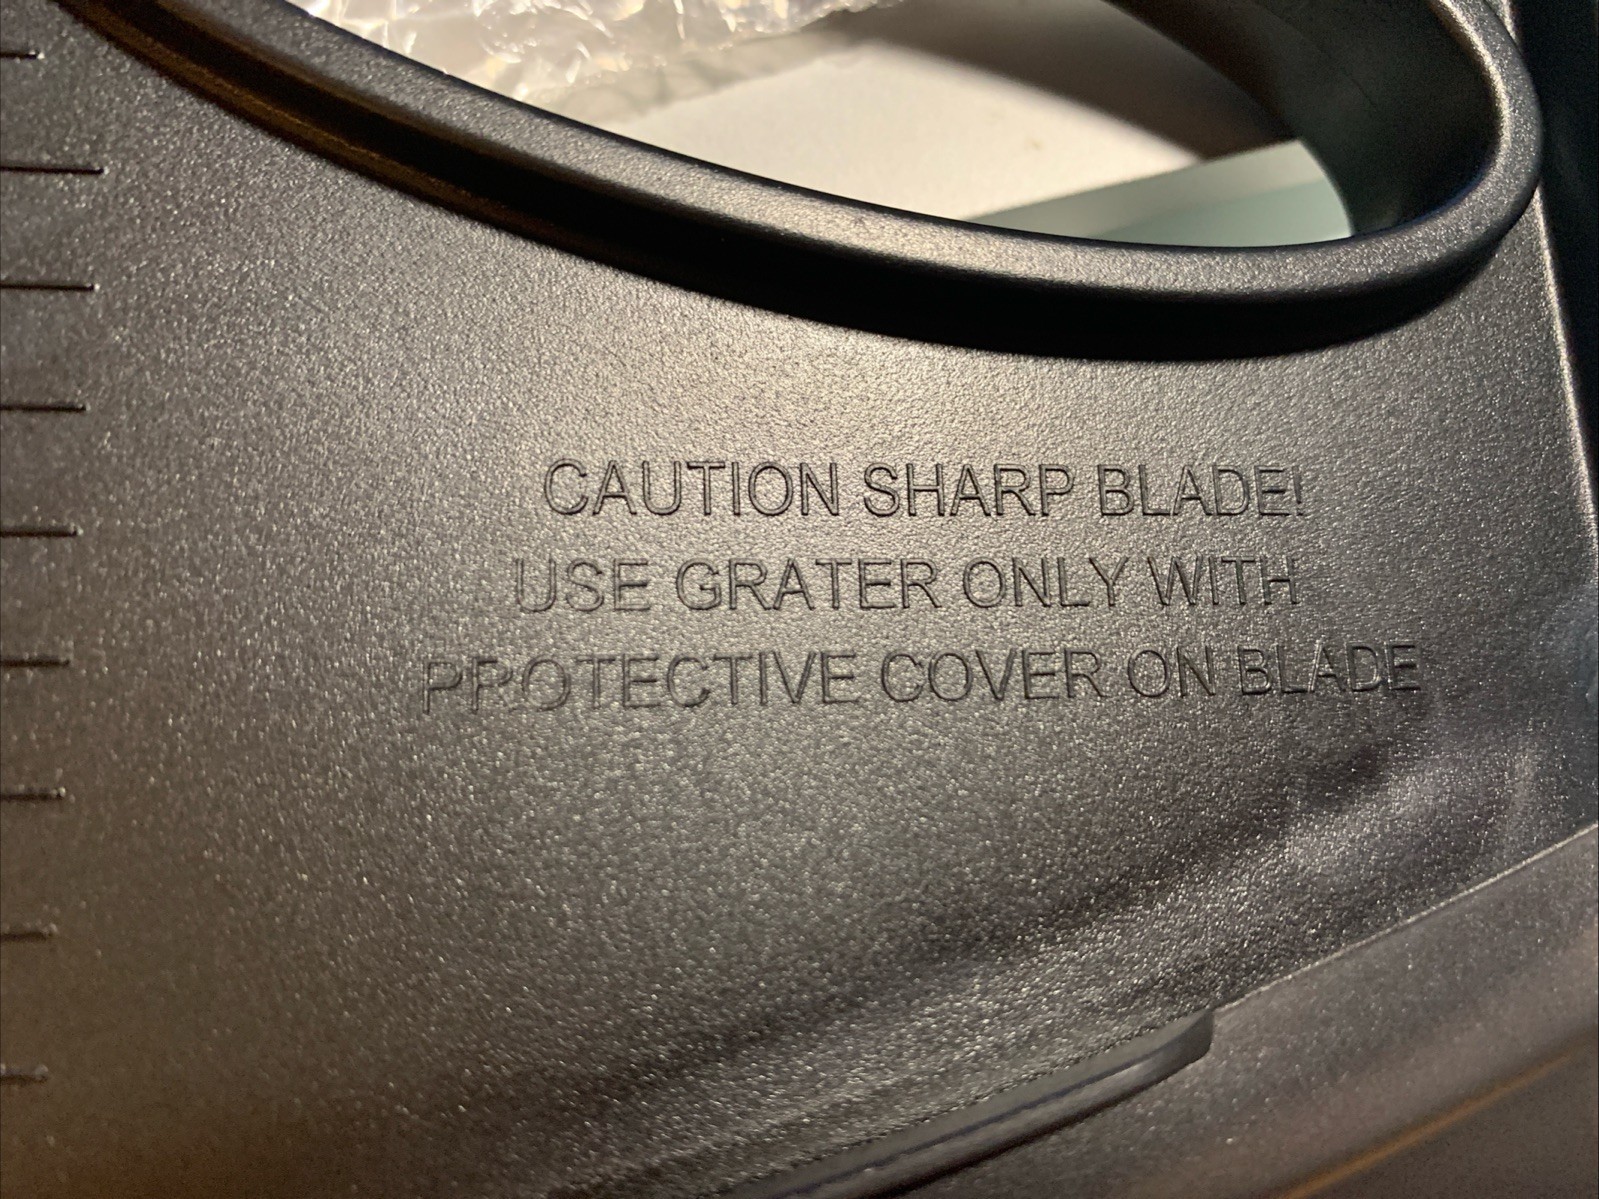 CAUTION SHARP BLADE!
USE GRATER ONLY WITH
PROTECTIVE COVER ON BLADE